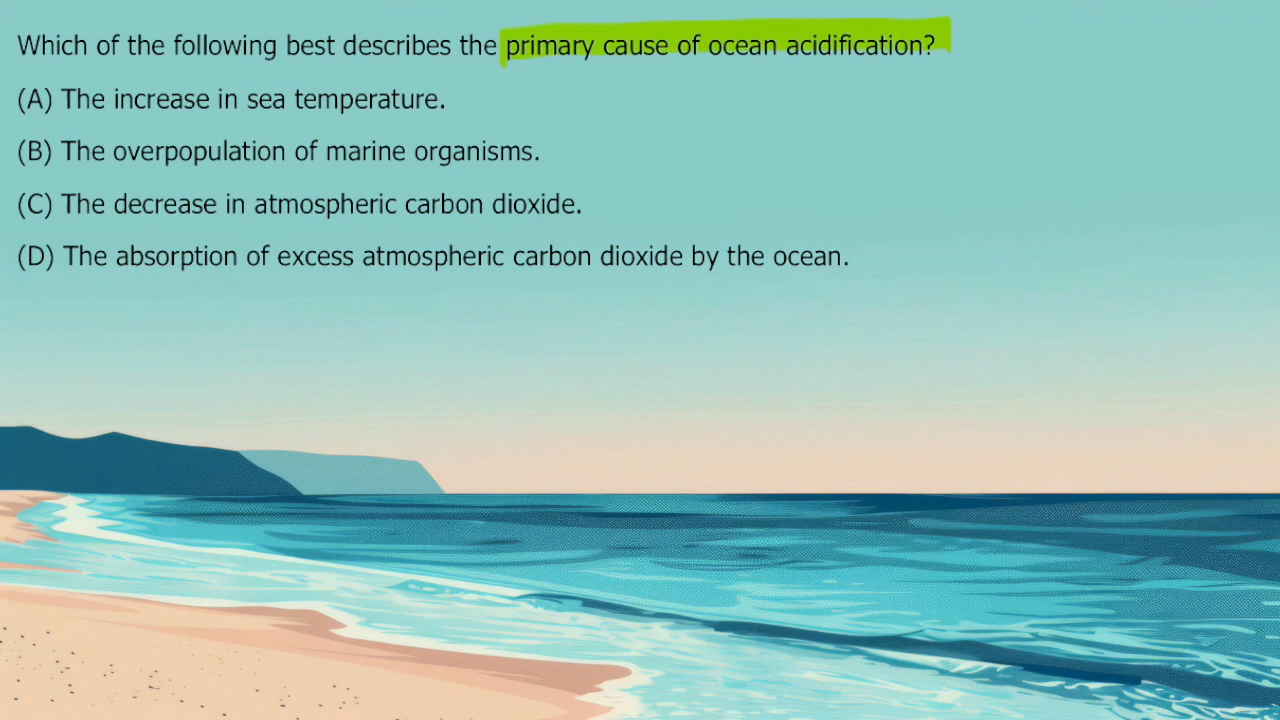 Which of the following best describes the primary cause of ocean acidification?
(A) The increase in sea temperature.
(B) The overpopulation of marine organisms.
(C) The decrease in atmospheric carbon dioxide.
(D) The absorption of excess atmospheric carbon dioxide by the ocean.